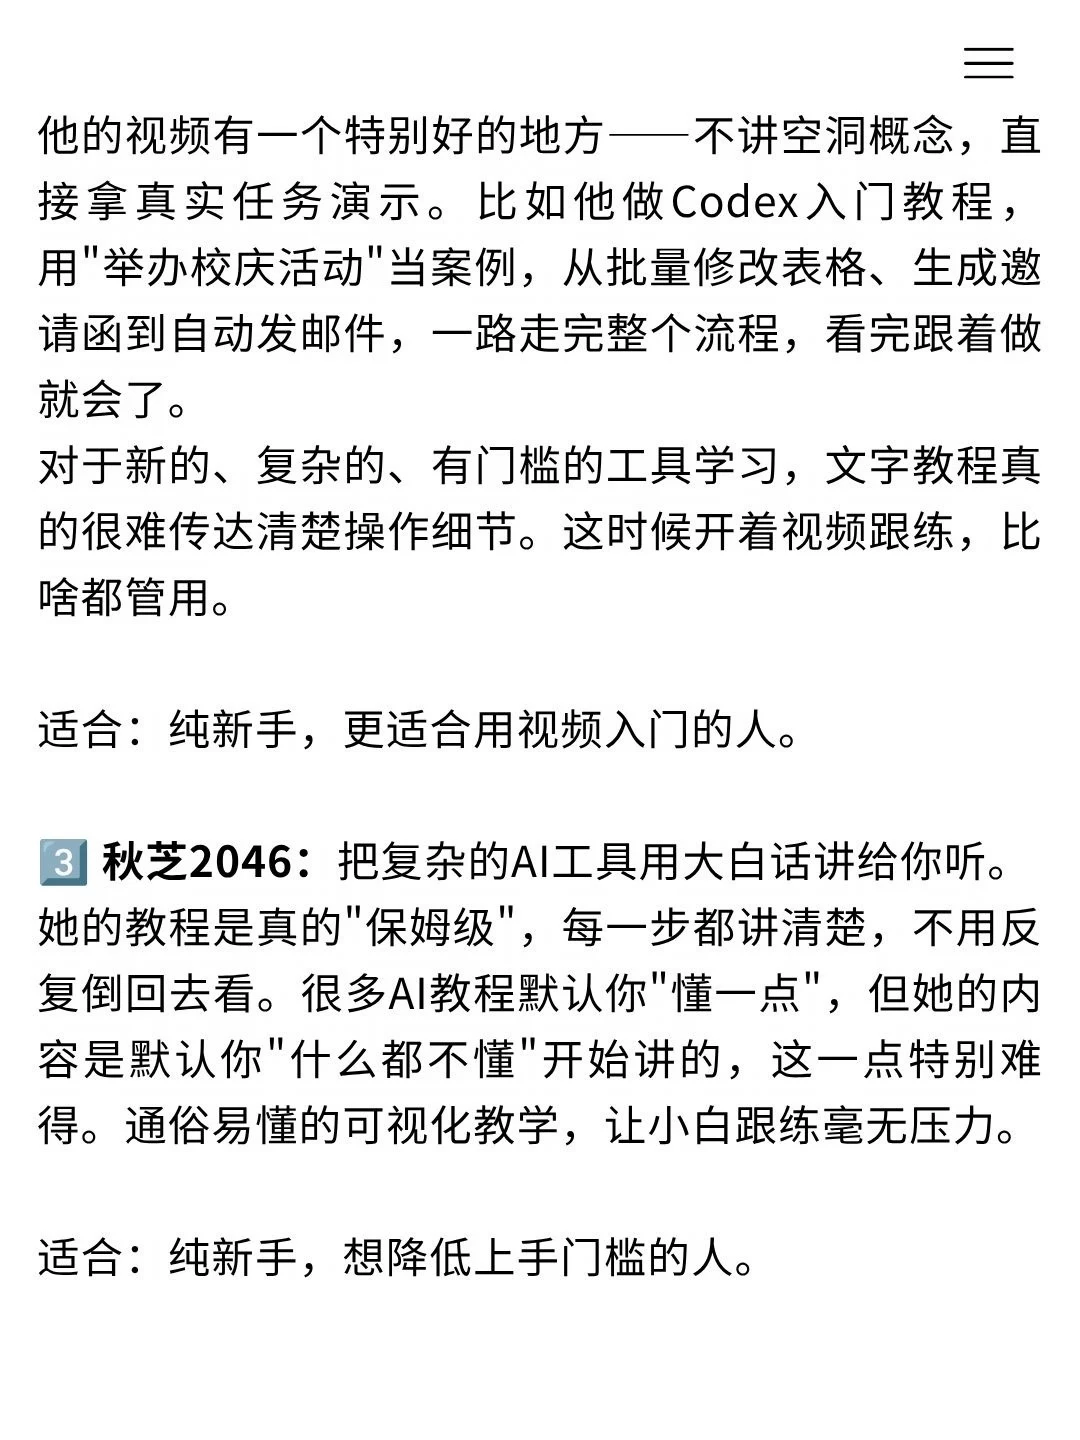 他的视频有一个特别好的地方——不讲空洞概念，直
接拿真实任务演示。比如他做Codex入门教程，
用"举办校庆活动"当案例，从批量修改表格、生成邀
请函到自动发邮件，一路走完整个流程，看完跟着做
就会了。
对于新的、复杂的、有门槛的工具学习，文字教程真
的很难传达清楚操作细节。这时候开着视频跟练，比
啥都管用。
适合：纯新手，更适合用视频入门的人。
3️⃣ 秋芝2046：把复杂的AI工具用大白话讲给你听。
她的教程是真的"保姆级"，每一步都讲清楚，不用反
复倒回去看。很多AI教程默认你"懂一点"，但她的内
容是默认你"什么都不懂"开始讲的，这一点特别难
得。通俗易懂的可视化教学，让小白跟练毫无压力。
适合：纯新手，想降低上手门槛的人。